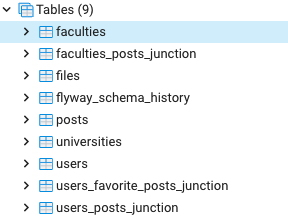 Tables (9)
faculties
faculties_posts_junction
files
flyway_schema_history
posts
universities
users
users_favorite_posts_junction
users_posts_junction